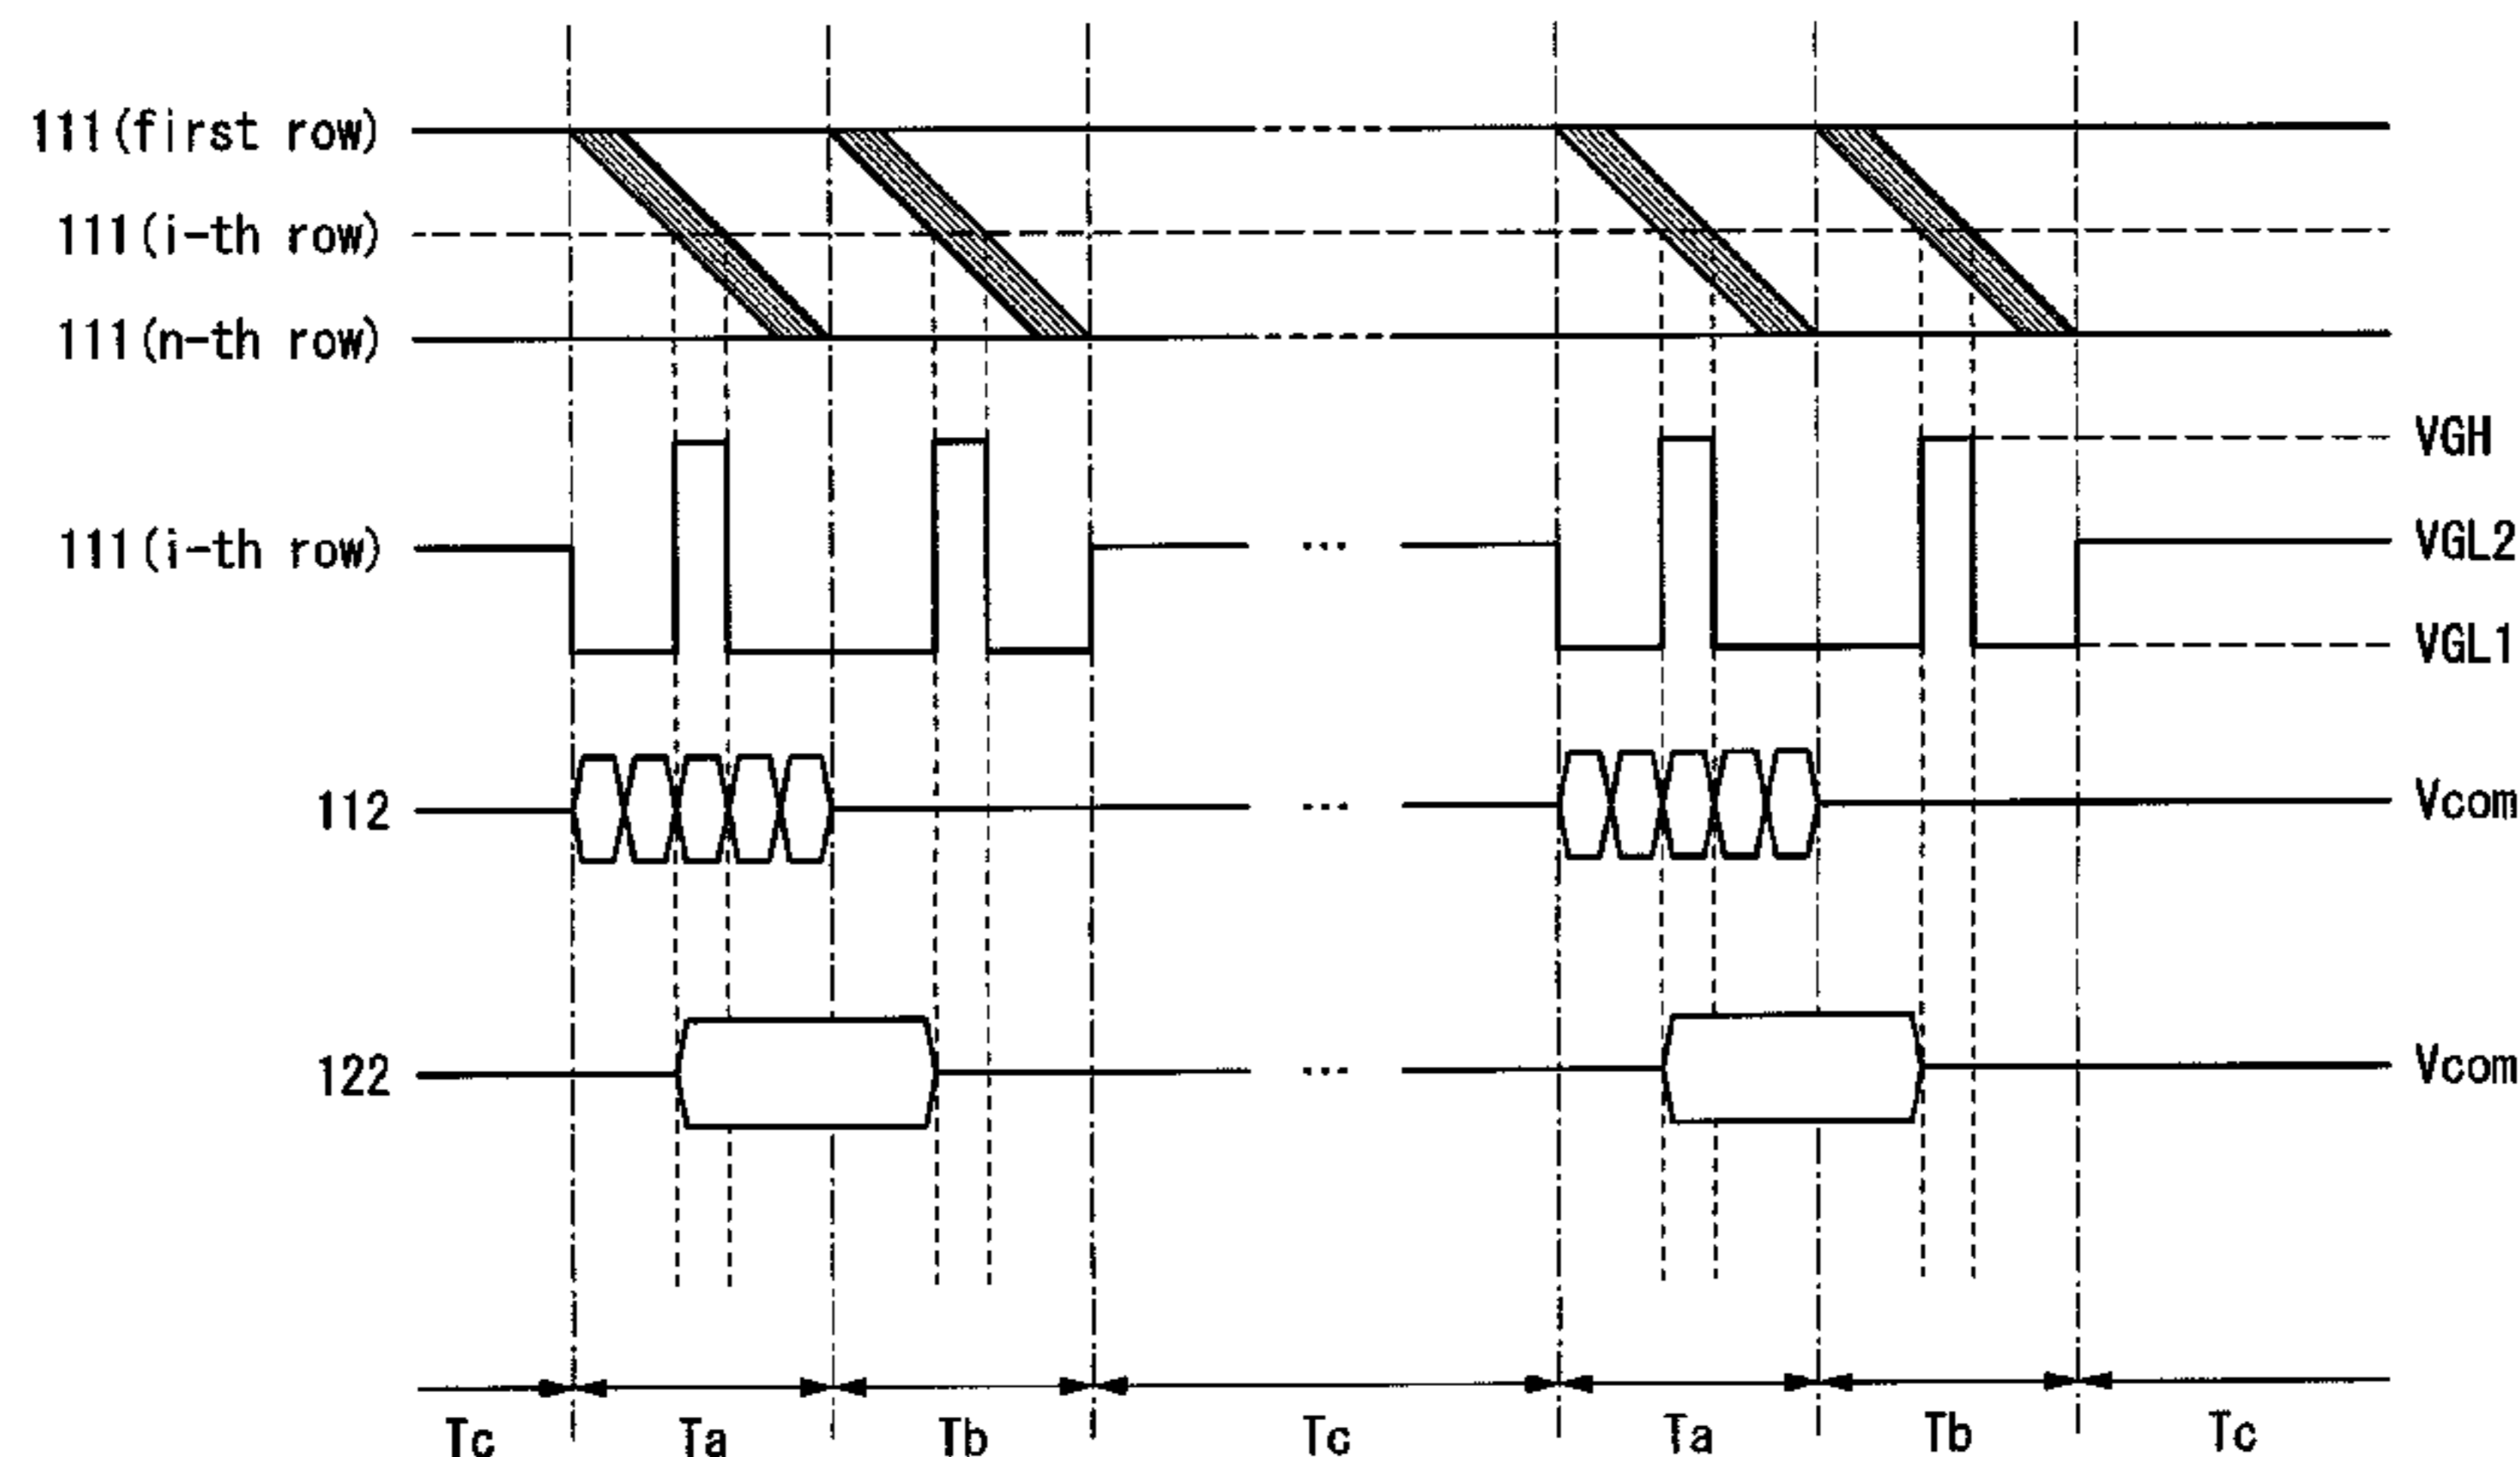 111(first row)
111(i-th row)
111(n-th row)
VGH
111(i-th row)
VGL2
VGL1
112
...
Vcom
122
...
Vcom
...
Tc Ta Tb Tc Ta Tb Tc